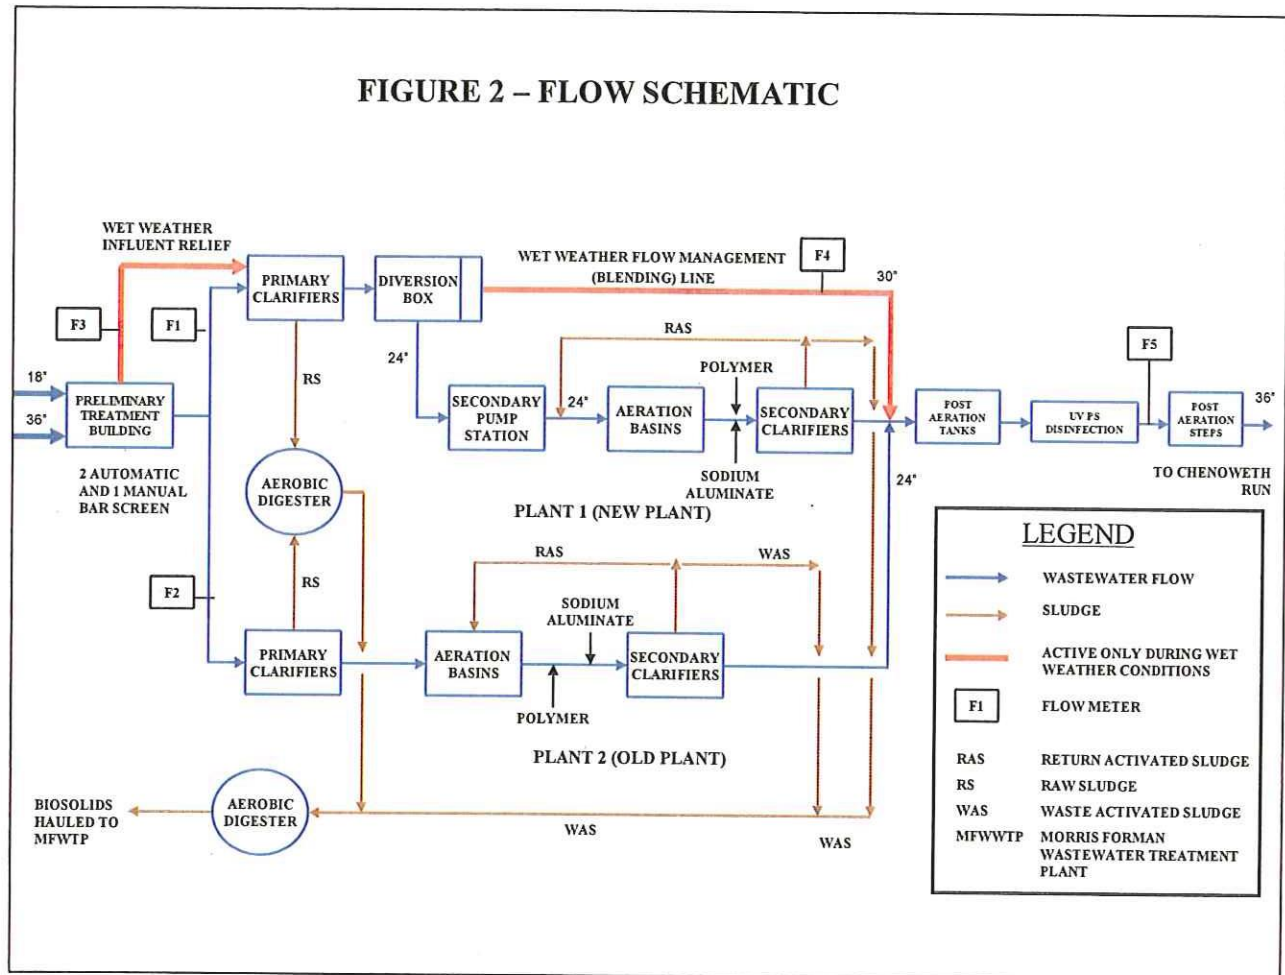 FIGURE 2 – FLOW SCHEMATIC
WET WEATHER
INFLUENT RELIEF
F3
F1
PRIMARY
CLARIFIERS
DIVERSION
BOX
WET WEATHER FLOW MANAGEMENT
(BLENDING) LINE
F4
30"
18"
36"
PRELIMINARY
TREATMENT
BUILDING
2 AUTOMATIC
AND 1 MANUAL
BAR SCREEN
RS
24"
RAS
SECONDARY
PUMP
STATION
24"
AERATION
BASINS
POLYMER
SODIUM
ALUMINATE
SECONDARY
CLARIFIERS
POST
AERATION
TANKS
UV PS
DISINFECTION
F5
POST
AERATION
STEPS
36"
TO CHENOWETH
RUN
24"
AEROBIC
DIGESTER
PLANT 1 (NEW PLANT)
RS
F2
PRIMARY
CLARIFIERS
RAS
WAS
AERATION
BASINS
SODIUM
ALUMINATE
POLYMER
SECONDARY
CLARIFIERS
PLANT 2 (OLD PLANT)
BIOSOLIDS
HAULED TO
MFWTP
AEROBIC
DIGESTER
WAS
WAS
LEGEND
WASTEWATER FLOW
SLUDGE
ACTIVE ONLY DURING WET
WEATHER CONDITIONS
F1 FLOW METER
RAS RETURN ACTIVATED SLUDGE
RS RAW SLUDGE
WAS WASTE ACTIVATED SLUDGE
MFWWTP MORRIS FORMAN
WASTEWATER TREATMENT
PLANT